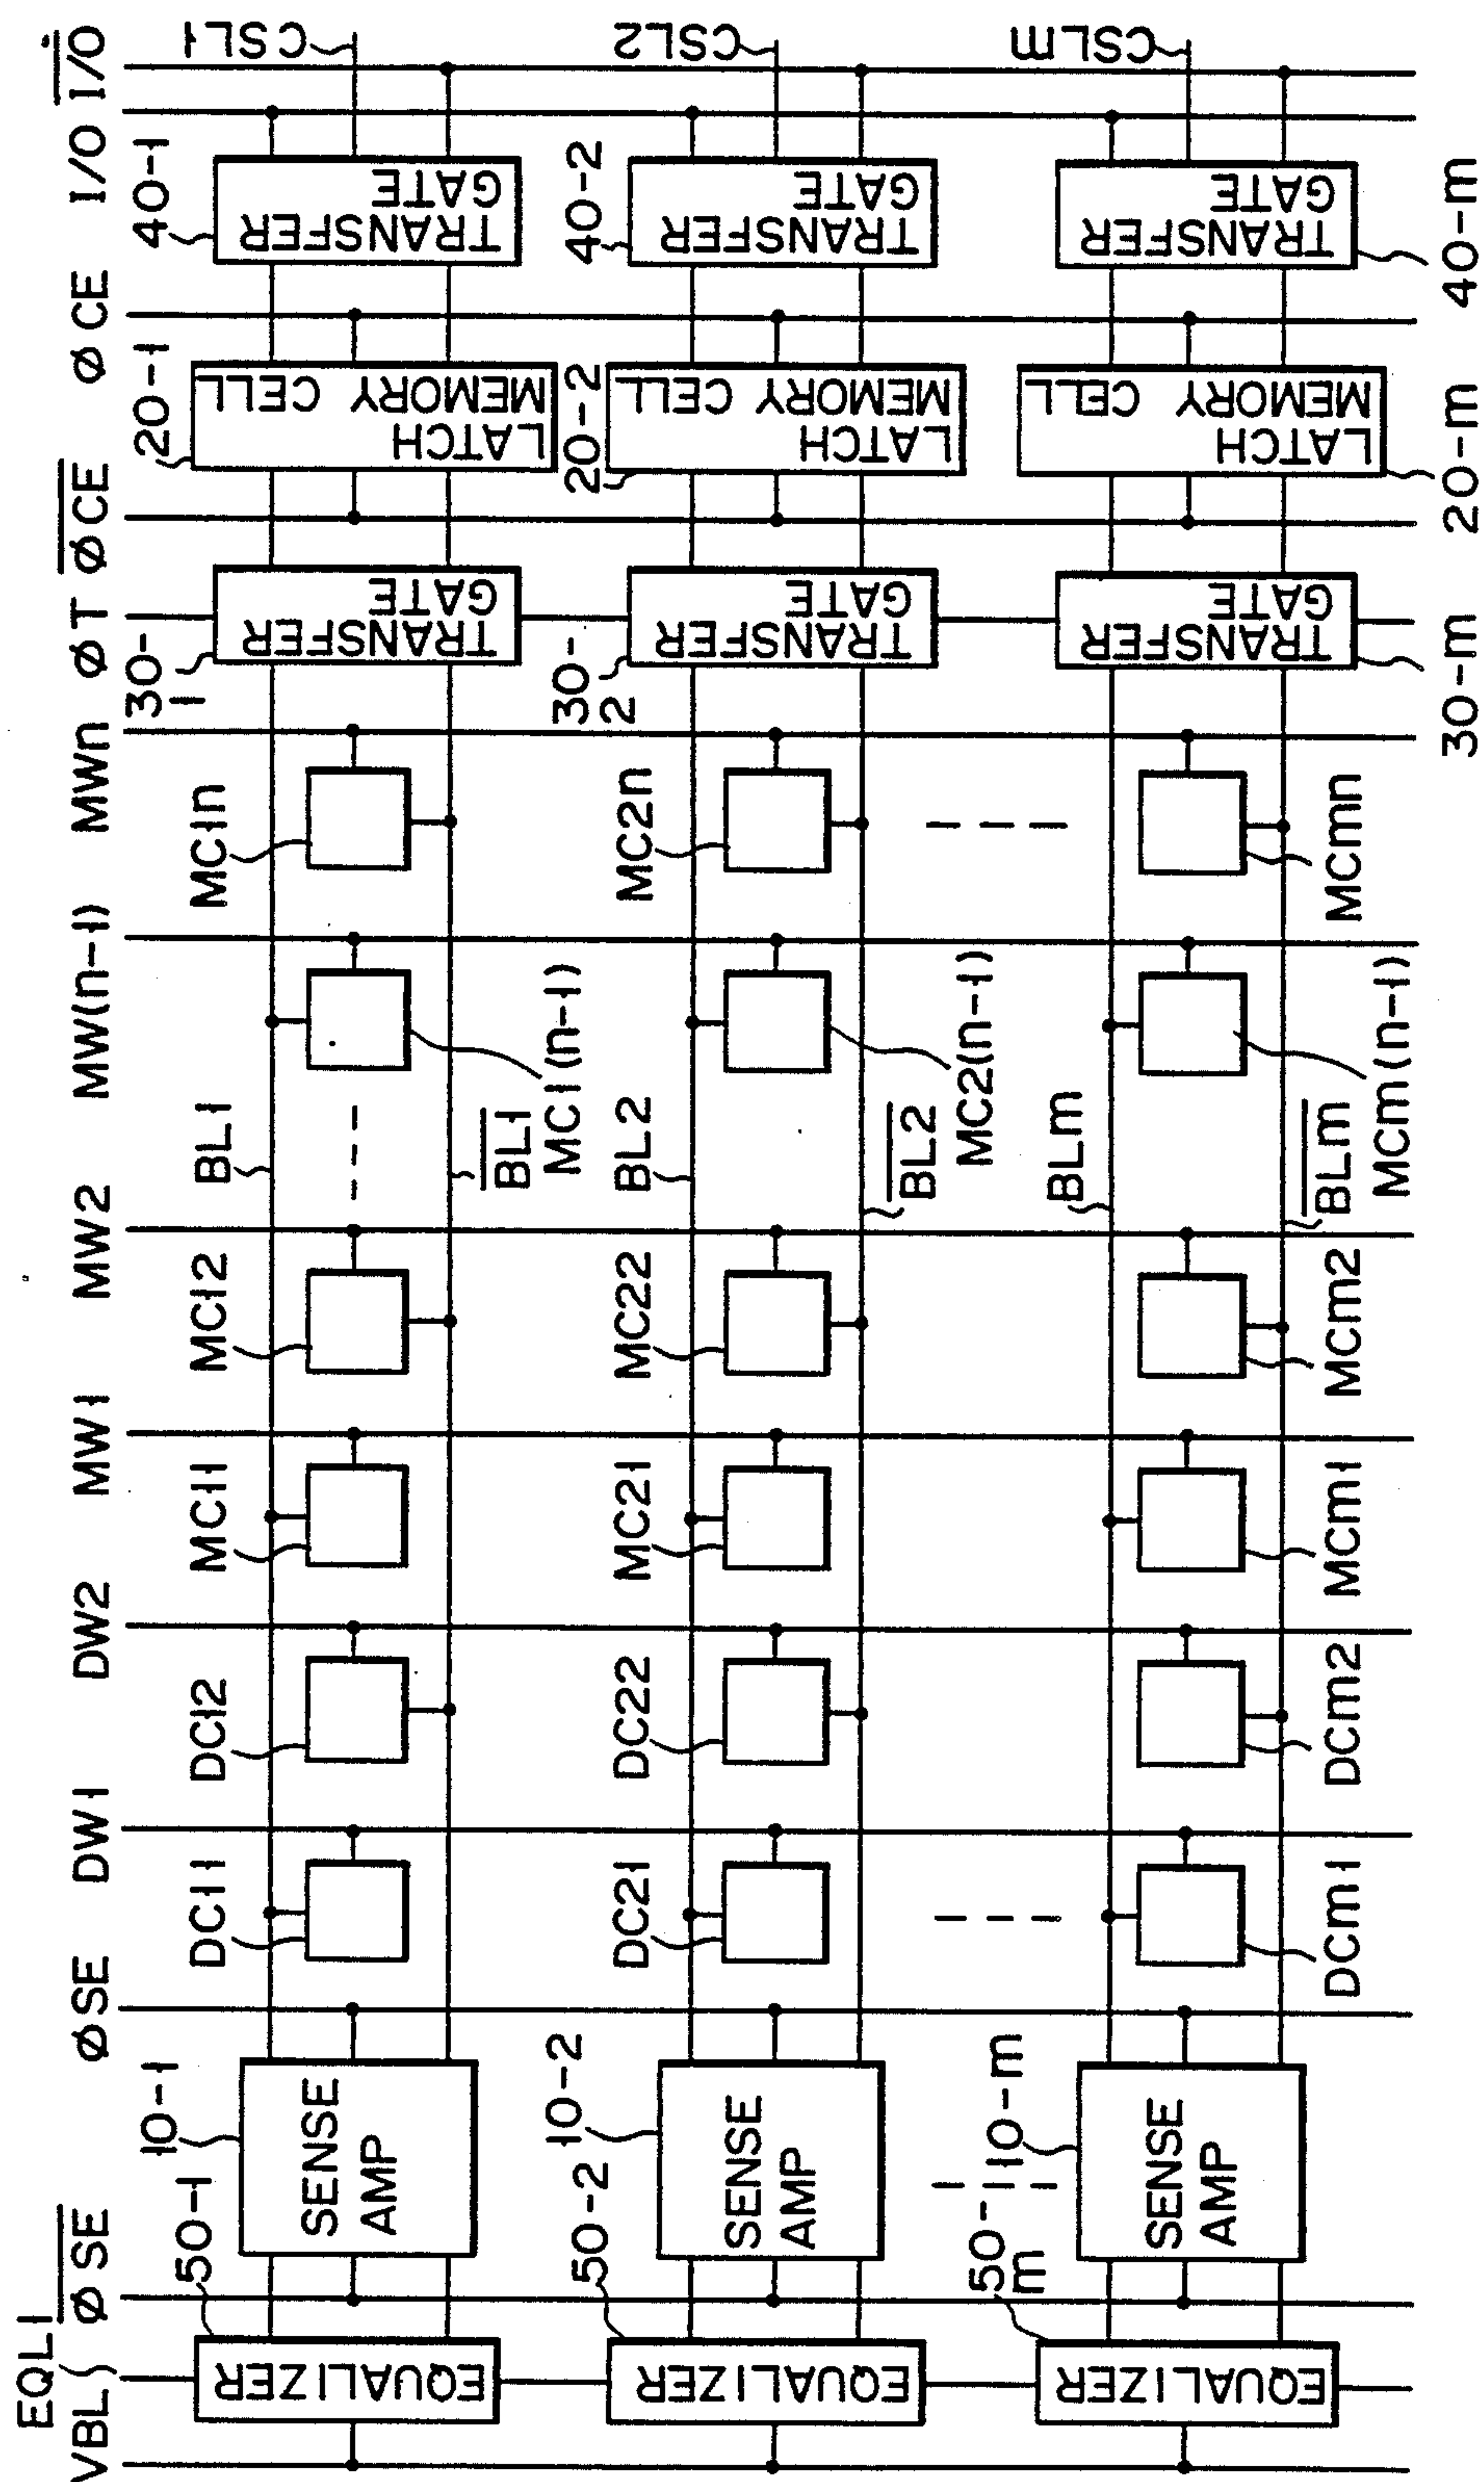 EQL1
VBL
φSE
φSE
DW1
DW2
MW1
MW2
MW(n-1)
MWn
φT
φCE
φCE
I/O
I/O
50-1
10-1
DC11
DC12
MC11
MC12
BL1
BL1
MC1(n-1)
MC1n
30-1
20-1
40-1
CSL1
EQUALIZER
SENSE AMP
TRANSFER GATE
LATCH MEMORY CELL
TRANSFER GATE
50-2
10-2
DC21
DC22
MC21
MC22
BL2
BL2
MC2(n-1)
MC2n
30-2
20-2
40-2
CSL2
EQUALIZER
SENSE AMP
TRANSFER GATE
LATCH MEMORY CELL
TRANSFER GATE
50-m
10-m
DCm1
DCm2
MCm1
MCm2
BLm
BLm
MCm(n-1)
MCmn
30-m
20-m
40-m
CSLm
EQUALIZER
SENSE AMP
TRANSFER GATE
LATCH MEMORY CELL
TRANSFER GATE